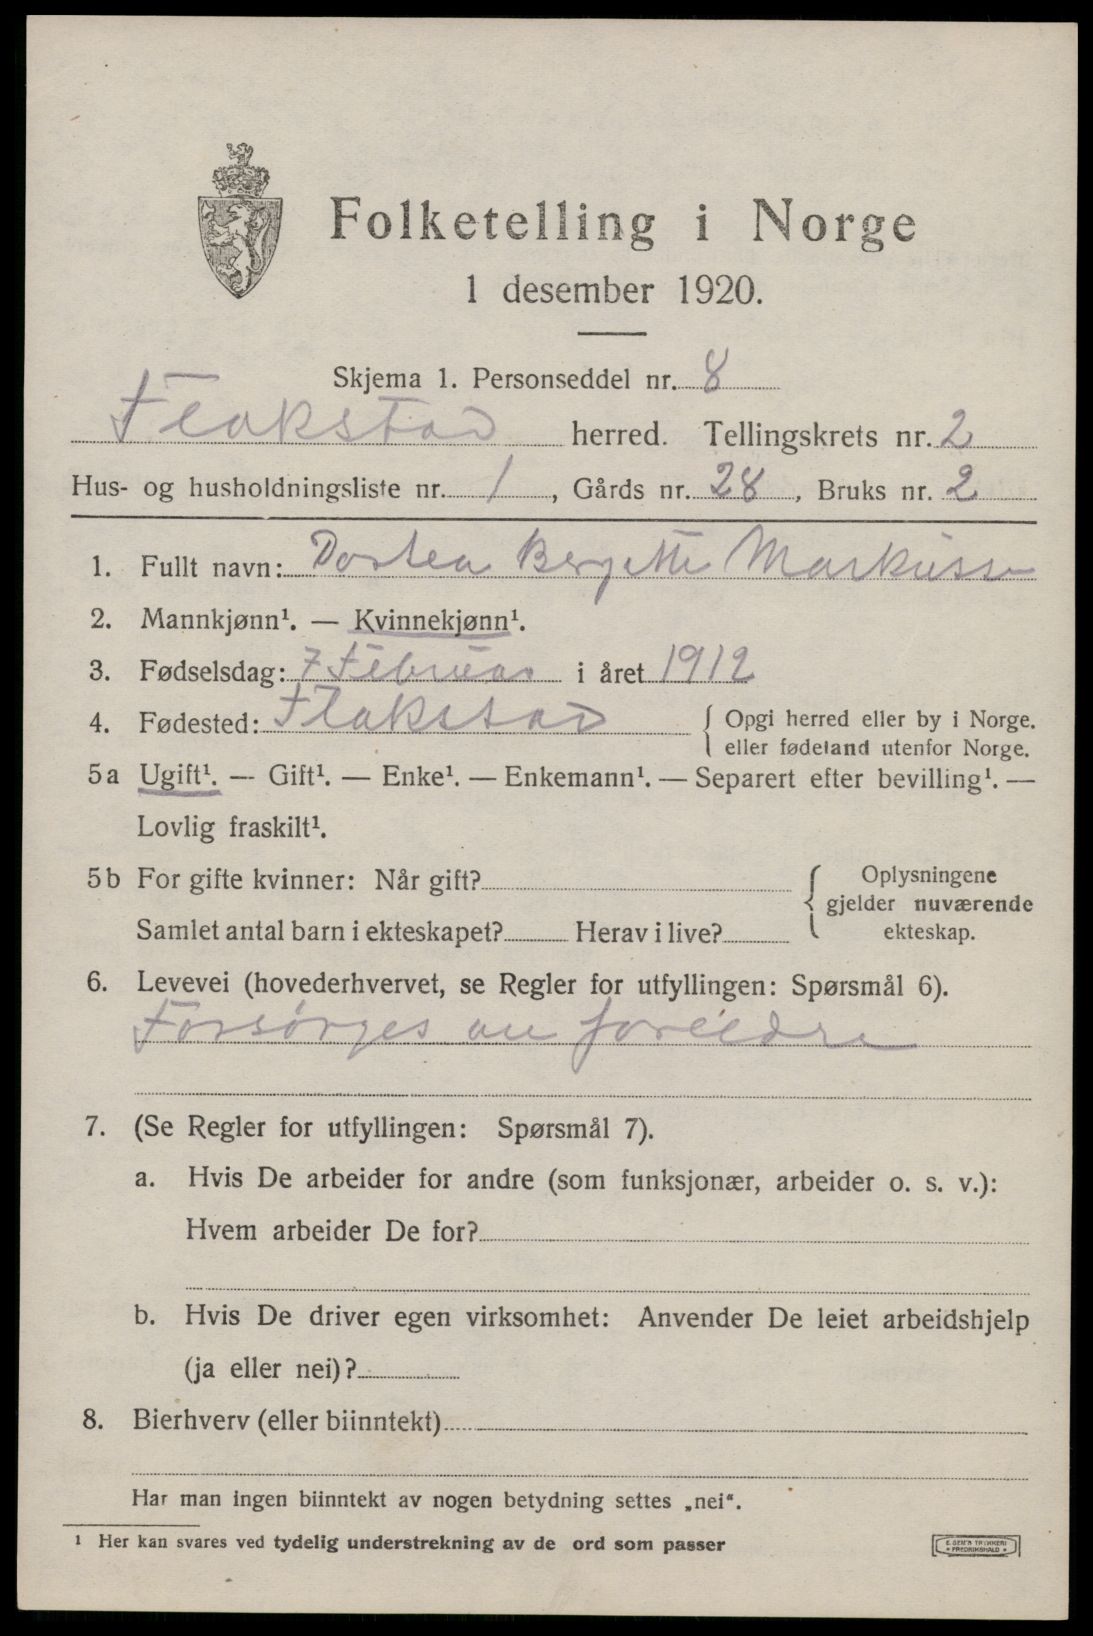 Folketelling i Norge
1 desember 1920.
Skjema 1. Personseddel nr. 8
Flakstad herred. Tellingskrets nr. 2
Hus- og husholdningsliste nr. 1, Gårds nr. 28, Bruks nr. 2
1. Fullt navn: Dortea Bergette Markusse
2. Mannkjønn¹. — Kvinnekjønn¹.
3. Fødselsdag: 7 Februar i året 1912
4. Fødested: Flakstad { Opgi herred eller by i Norge.
eller fødeland utenfor Norge.
5a Ugift¹. — Gift¹. — Enke¹. — Enkemann¹. — Separert efter bevilling¹. —
Lovlig fraskilt¹.
5b For gifte kvinner: Når gift? { Oplysningene
gjelder nuværende
Samlet antal barn i ekteskapet? Herav i live? ekteskap.
6. Levevei (hovederhvervet, se Regler for utfyllingen: Spørsmål 6).
Forsørges au foreldre
7. (Se Regler for utfyllingen: Spørsmål 7).
a. Hvis De arbeider for andre (som funksjonær, arbeider o. s. v.):
Hvem arbeider De for?
b. Hvis De driver egen virksomhet: Anvender De leiet arbeidshjelp
(ja eller nei)?
8. Bierhverv (eller biinntekt)
Har man ingen biinntekt av nogen betydning settes „nei".
¹ Her kan svares ved tydelig understrekning av de ord som passer
E. SEM'S TRYKKERI
• FREDRIKSHALD •